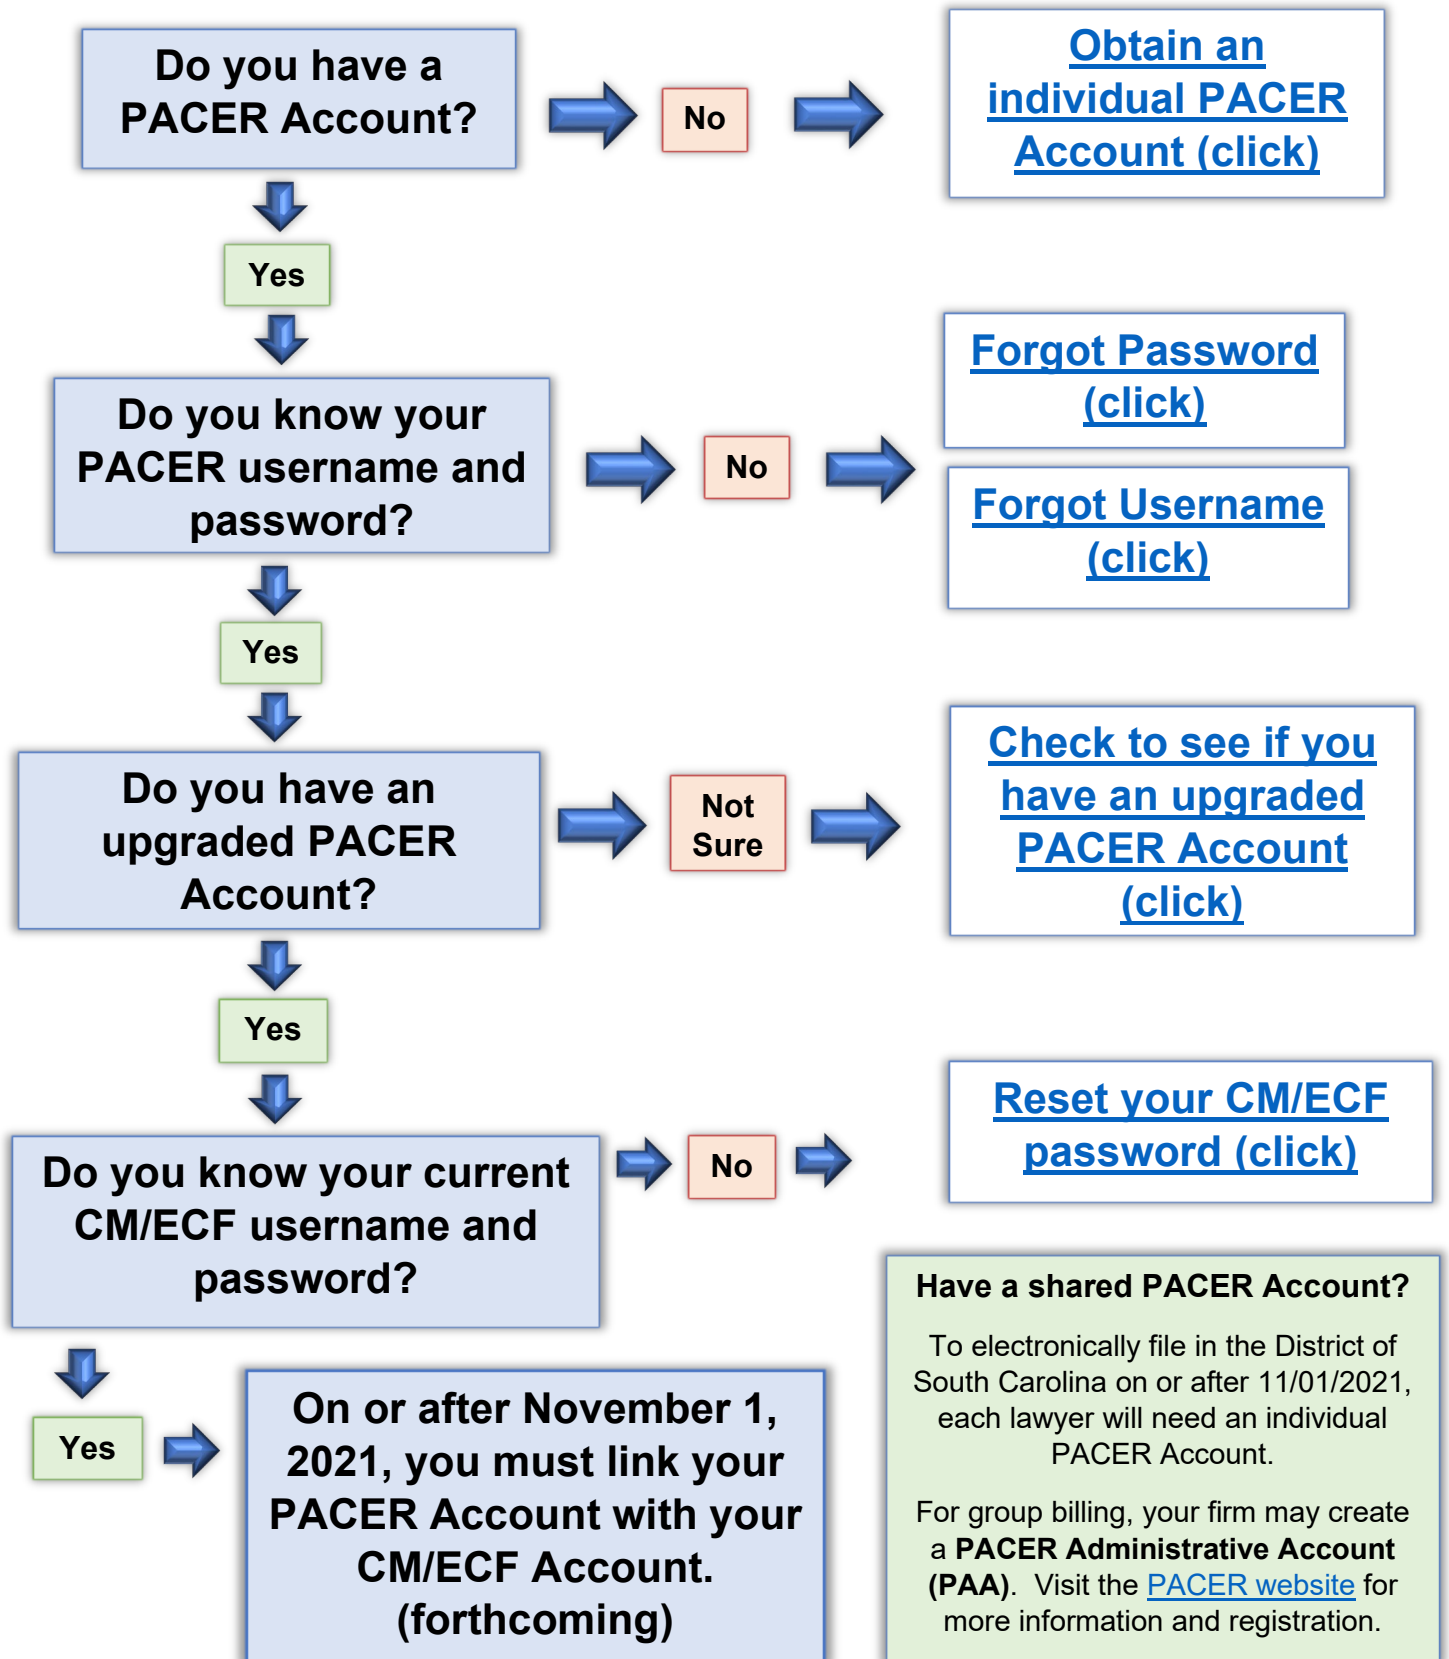 Do you have a
PACER Account?
No
Obtain an
individual PACER
Account (click)
Yes
Do you know your
PACER username and
password?
No
Forgot Password
(click)
Forgot Username
(click)
Yes
Do you have an
upgraded PACER
Account?
Not
Sure
Check to see if you
have an upgraded
PACER Account
(click)
Yes
Do you know your current
CM/ECF username and
password?
No
Reset your CM/ECF
password (click)
Yes
On or after November 1,
2021, you must link your
PACER Account with your
CM/ECF Account.
(forthcoming)
Have a shared PACER Account?
To electronically file in the District of
South Carolina on or after 11/01/2021,
each lawyer will need an individual
PACER Account.
For group billing, your firm may create
a PACER Administrative Account
(PAA). Visit the PACER website for
more information and registration.